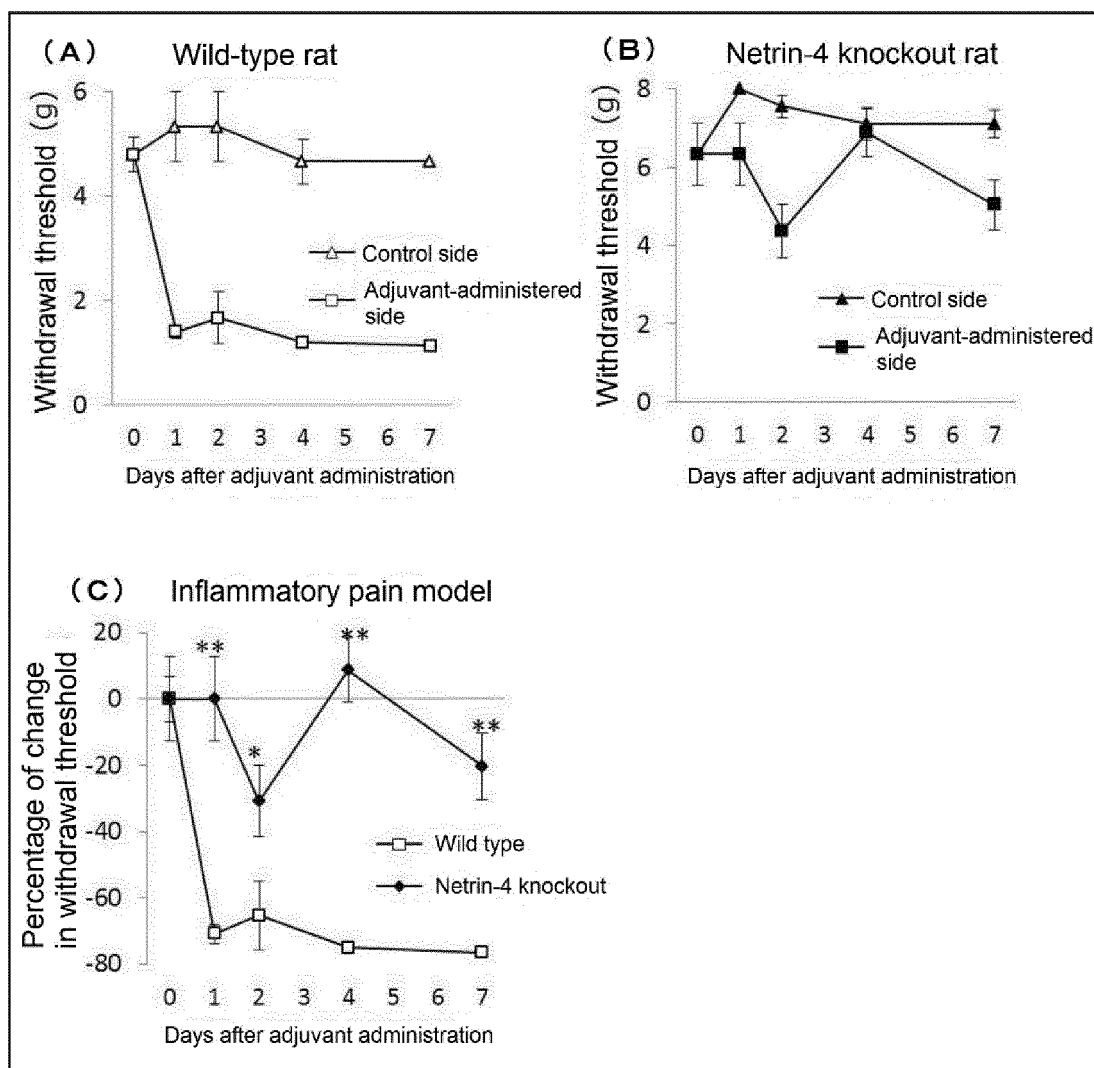 (A) Wild-type rat
Withdrawal threshold (g)
6
4
2
0
Control side
Adjuvant-administered
side
0 1 2 3 4 5 6 7
Days after adjuvant administration
(B) Netrin-4 knockout rat
Withdrawal threshold (g)
8
6
4
2
0
Control side
Adjuvant-administered
side
0 1 2 3 4 5 6 7
Days after adjuvant administration
(C) Inflammatory pain model
Percentage of change
in withdrawal threshold
20
0
-20
-40
-60
-80
**
*
**
**
Wild type
Netrin-4 knockout
0 1 2 3 4 5 6 7
Days after adjuvant administration